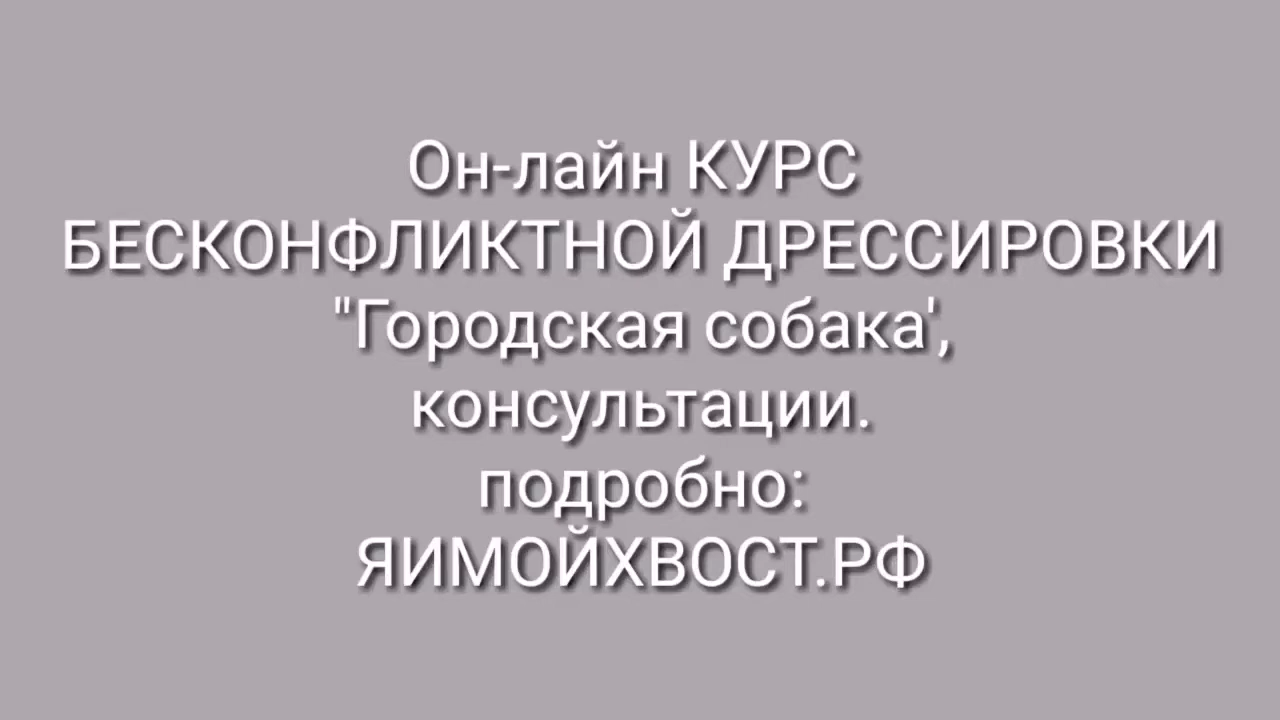 Он-лайн КУРС
БЕСКОНФЛИКТНОЙ ДРЕССИРОВКИ
"Городская собака',
консультации.
подробно:
ЯИМОЙХВОСТ.РФ